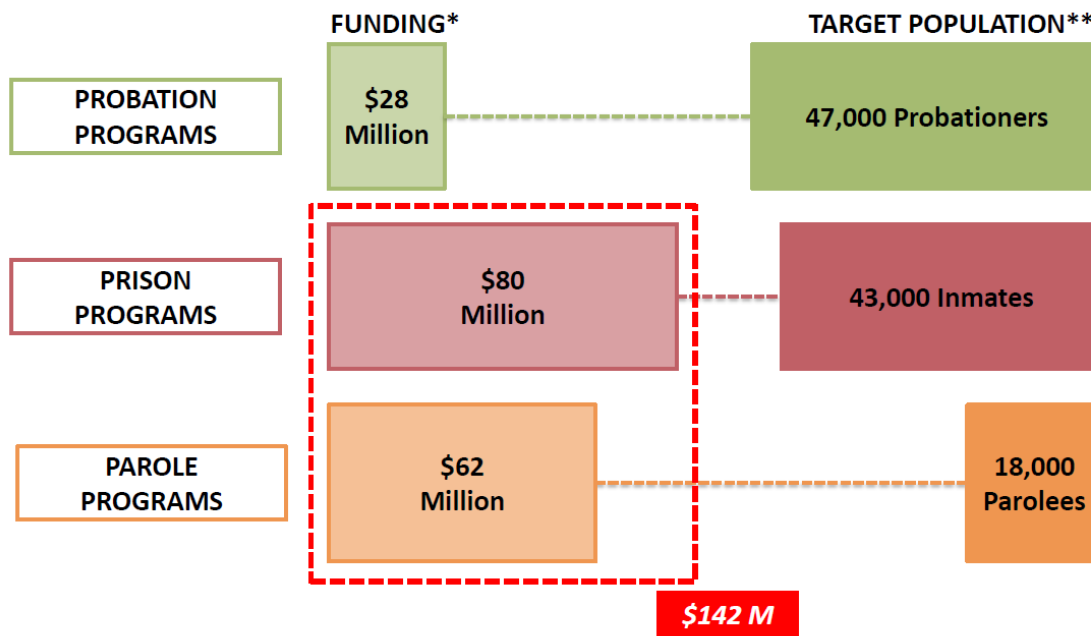 FUNDING*
TARGET POPULATION**
PROBATION
PROGRAMS
$28
Million
47,000 Probationers
PRISON
PROGRAMS
$80
Million
43,000 Inmates
PAROLE
PROGRAMS
$62
Million
18,000
Parolees
$142 M